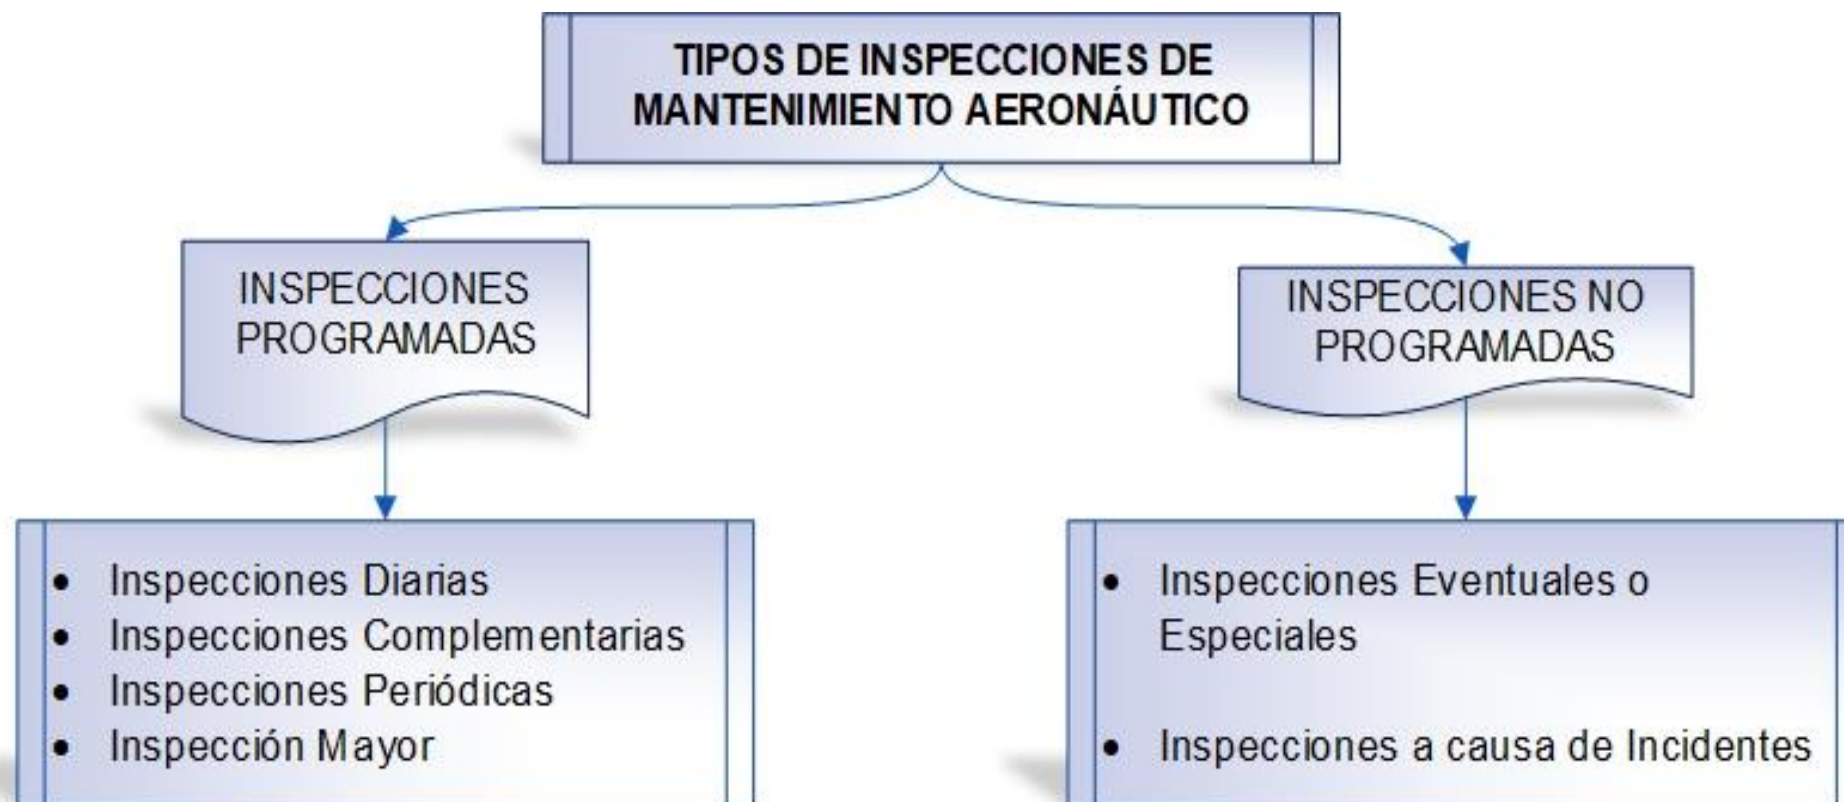 TIPOS DE INSPECCIONES DE
MANTENIMIENTO AERONÁUTICO
INSPECCIONES
PROGRAMADAS
INSPECCIONES NO
PROGRAMADAS
• Inspecciones Diarias
• Inspecciones Complementarias
• Inspecciones Periódicas
• Inspección Mayor
• Inspecciones Eventuales o
Especiales
• Inspecciones a causa de Incidentes